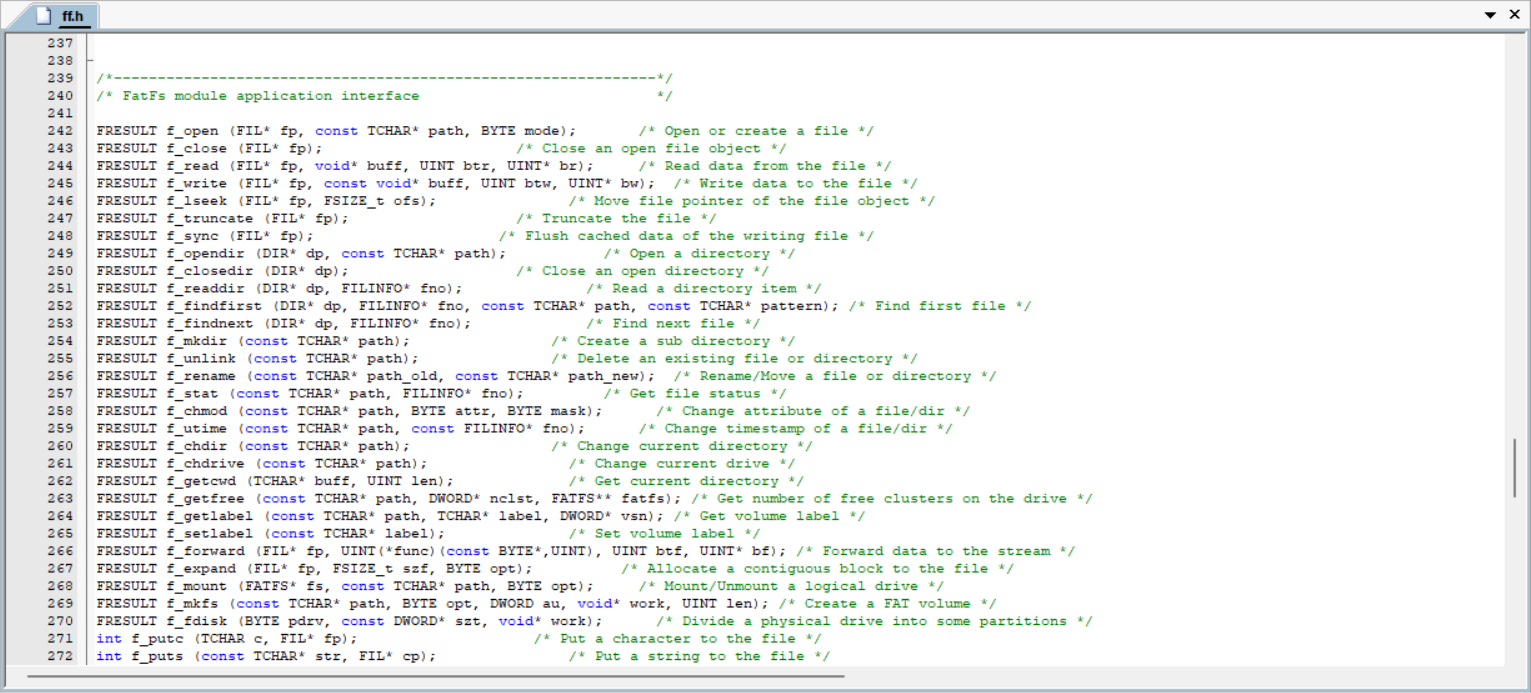 ff.h
237
238
239 /*--------------------------------------------------------------*/
240 /* FatFs module application interface */
241
242 FRESULT f_open (FIL* fp, const TCHAR* path, BYTE mode); /* Open or create a file */
243 FRESULT f_close (FIL* fp); /* Close an open file object */
244 FRESULT f_read (FIL* fp, void* buff, UINT btr, UINT* br); /* Read data from the file */
245 FRESULT f_write (FIL* fp, const void* buff, UINT btw, UINT* bw); /* Write data to the file */
246 FRESULT f_lseek (FIL* fp, FSIZE_t ofs); /* Move file pointer of the file object */
247 FRESULT f_truncate (FIL* fp); /* Truncate the file */
248 FRESULT f_sync (FIL* fp); /* Flush cached data of the writing file */
249 FRESULT f_opendir (DIR* dp, const TCHAR* path); /* Open a directory */
250 FRESULT f_closedir (DIR* dp); /* Close an open directory */
251 FRESULT f_readdir (DIR* dp, FILINFO* fno); /* Read a directory item */
252 FRESULT f_findfirst (DIR* dp, FILINFO* fno, const TCHAR* path, const TCHAR* pattern); /* Find first file */
253 FRESULT f_findnext (DIR* dp, FILINFO* fno); /* Find next file */
254 FRESULT f_mkdir (const TCHAR* path); /* Create a sub directory */
255 FRESULT f_unlink (const TCHAR* path); /* Delete an existing file or directory */
256 FRESULT f_rename (const TCHAR* path_old, const TCHAR* path_new); /* Rename/Move a file or directory */
257 FRESULT f_stat (const TCHAR* path, FILINFO* fno); /* Get file status */
258 FRESULT f_chmod (const TCHAR* path, BYTE attr, BYTE mask); /* Change attribute of a file/dir */
259 FRESULT f_utime (const TCHAR* path, const FILINFO* fno); /* Change timestamp of a file/dir */
260 FRESULT f_chdir (const TCHAR* path); /* Change current directory */
261 FRESULT f_chdrive (const TCHAR* path); /* Change current drive */
262 FRESULT f_getcwd (TCHAR* buff, UINT len); /* Get current directory */
263 FRESULT f_getfree (const TCHAR* path, DWORD* nclst, FATFS** fatfs); /* Get number of free clusters on the drive */
264 FRESULT f_getlabel (const TCHAR* path, TCHAR* label, DWORD* vsn); /* Get volume label */
265 FRESULT f_setlabel (const TCHAR* label); /* Set volume label */
266 FRESULT f_forward (FIL* fp, UINT(*func)(const BYTE*,UINT), UINT btf, UINT* bf); /* Forward data to the stream */
267 FRESULT f_expand (FIL* fp, FSIZE_t szf, BYTE opt); /* Allocate a contiguous block to the file */
268 FRESULT f_mount (FATFS* fs, const TCHAR* path, BYTE opt); /* Mount/Unmount a logical drive */
269 FRESULT f_mkfs (const TCHAR* path, BYTE opt, DWORD au, void* work, UINT len); /* Create a FAT volume */
270 FRESULT f_fdisk (BYTE pdrv, const DWORD* szt, void* work); /* Divide a physical drive into some partitions */
271 int f_putc (TCHAR c, FIL* fp); /* Put a character to the file */
272 int f_puts (const TCHAR* str, FIL* cp); /* Put a string to the file */